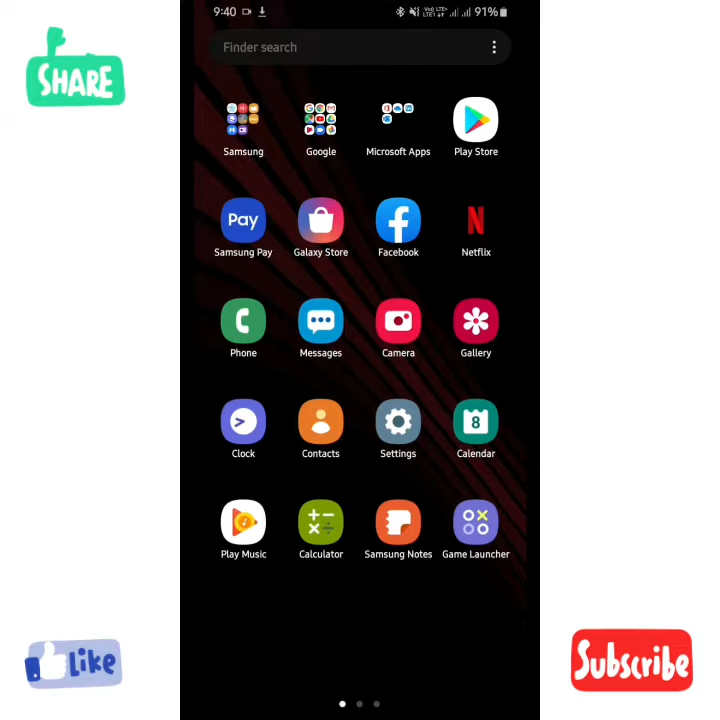 9:40
91%
Finder search
SHARE
Samsung
Google
Microsoft Apps
Play Store
Pay
Samsung Pay
Galaxy Store
Facebook
Netflix
Phone
Messages
Camera
Gallery
8
Clock
Contacts
Settings
Calendar
Play Music
Calculator
Samsung Notes
Game Launcher
Like
Subscribe